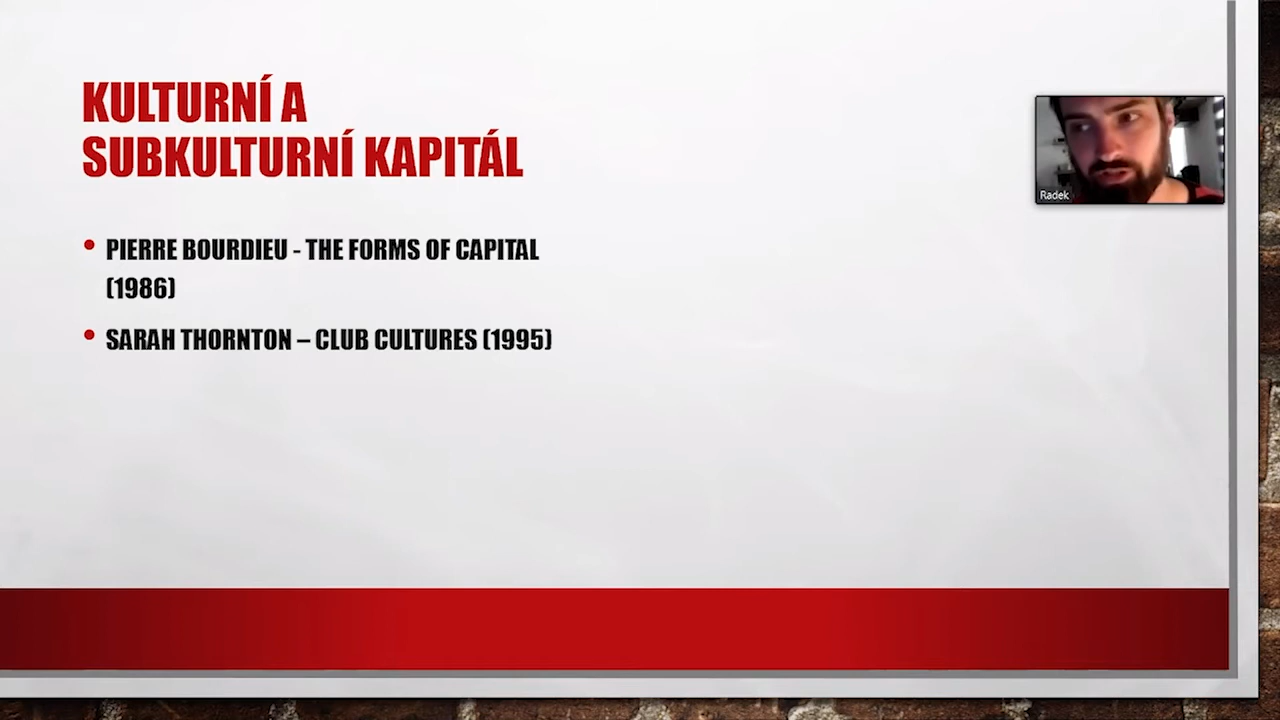 KULTURNÍ A
SUBKULTURNÍ KAPITÁL
• PIERRE BOURDIEU - THE FORMS OF CAPITAL
(1986)
• SARAH THORNTON – CLUB CULTURES (1995)
Radek